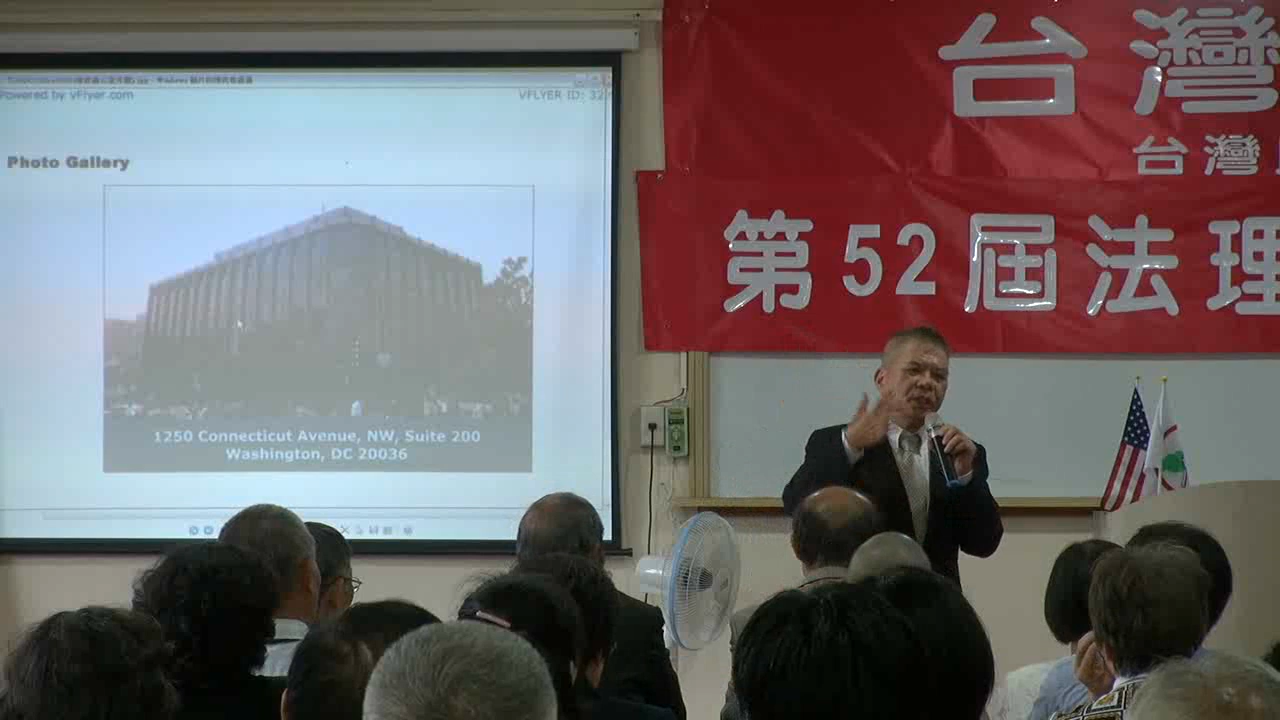 Powered by vFlyer.com
VFLYER ID: 32
Photo Gallery
1250 Connecticut Avenue, NW, Suite 200
Washington, DC 20036
台灣
台灣
第52屆法理